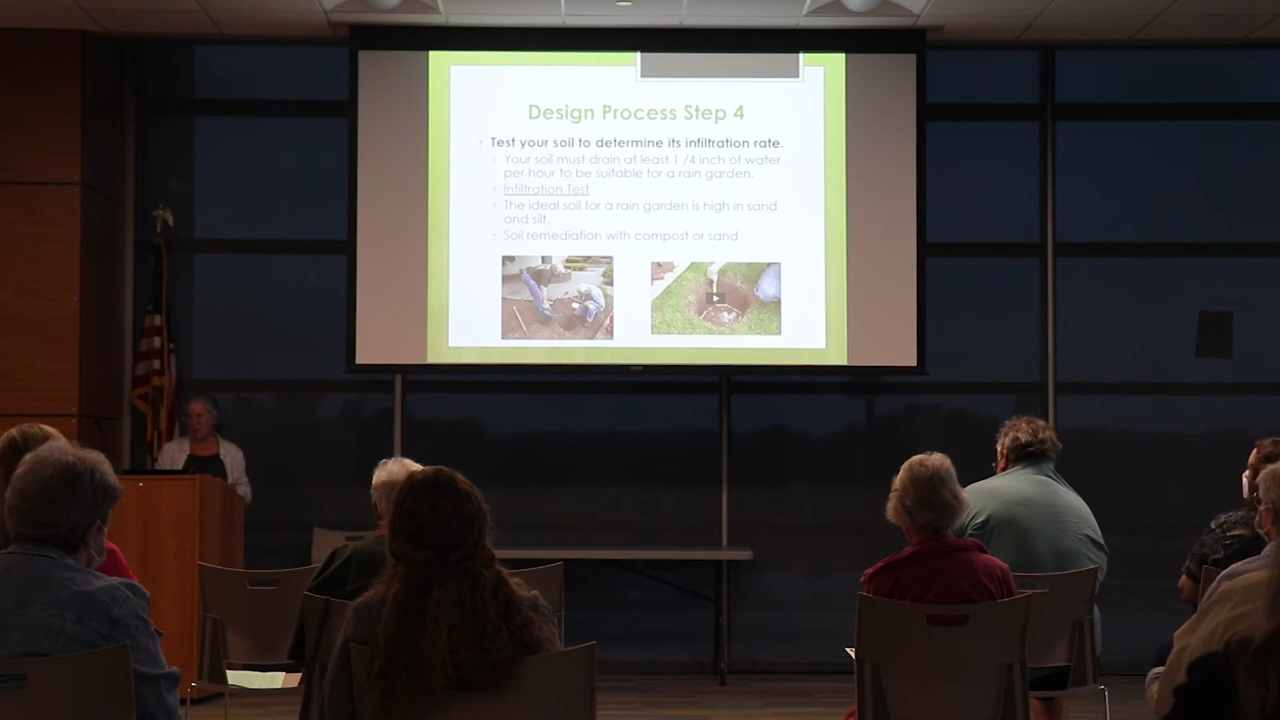 Design Process Step 4
Test your soil to determine its infiltration rate.
Your soil must drain at least 1 /4 inch of water
per hour to be suitable for a rain garden.
Infiltration Test
The ideal soil for a rain garden is high in sand
and silt.
Soil remediation with compost or sand